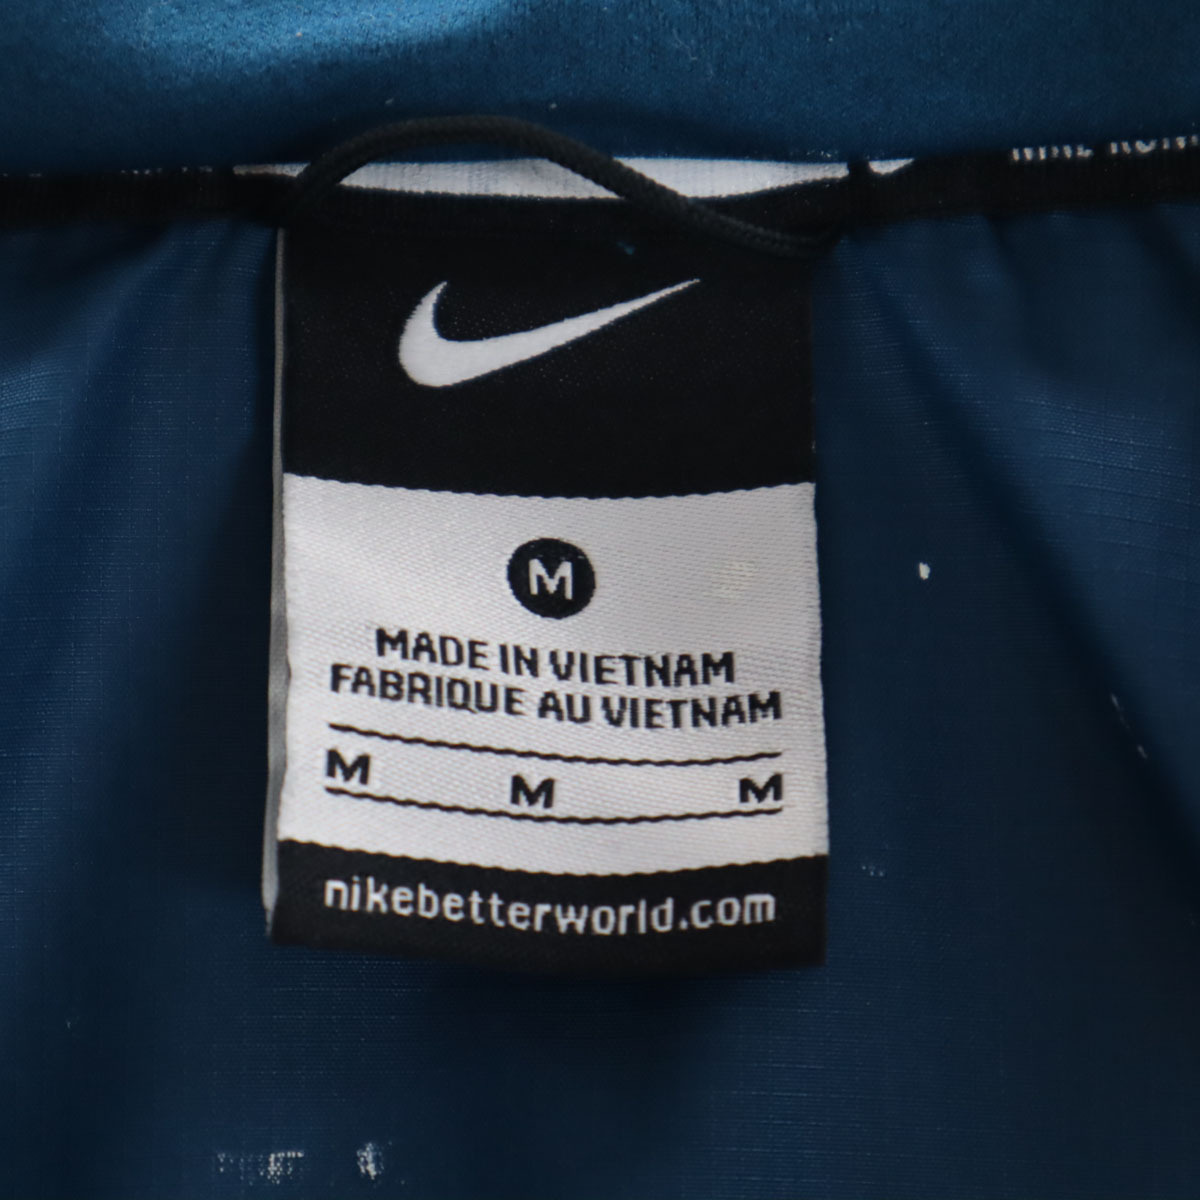 M
MADE IN VIETNAM
FABRIQUE AU VIETNAM
M M M
nikebetterworld.com